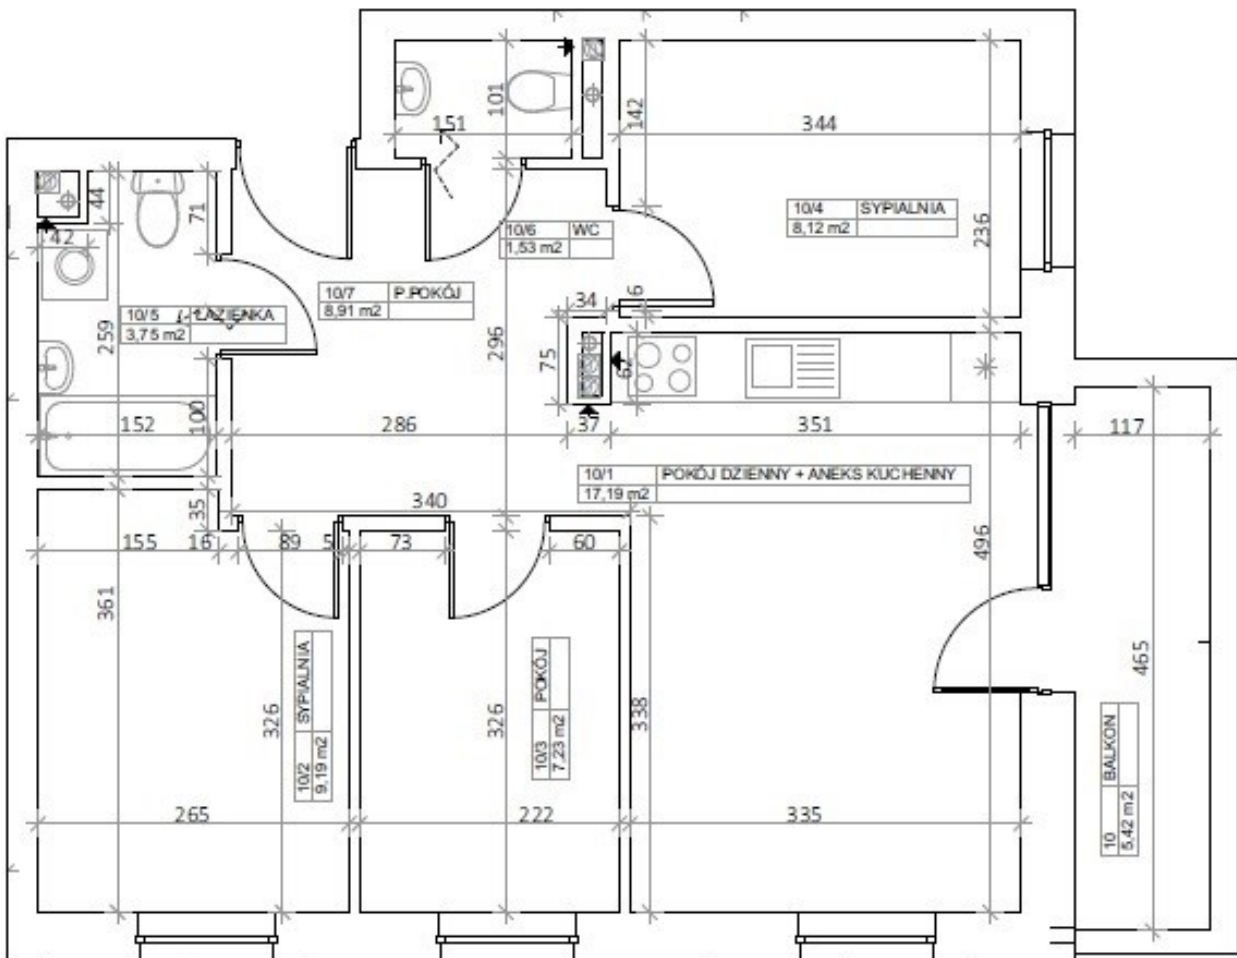 101
151
142
344
10/4 SYPIALNIA
8,12 m2
236
44
71
42
10/6 WC
1,53 m2
10/7 P.POKÓJ
8,91 m2
34
6
10/5 ŁAZIENKA
3,75 m2
259
296
75
62
100
152
286
37
351
117
10/1 POKÓJ DZIENNY + ANEKS KUCHENNY
17,19 m2
35
340
155
16
89
5
73
60
496
361
465
10/2 SYPIALNIA
9,19 m2
326
10/3 POKÓJ
7,23 m2
326
338
10 BALKON
5,42 m2
265
222
335